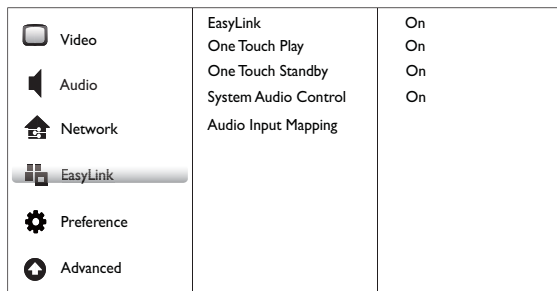 Video
Audio
Network
EasyLink
Preference
Advanced
EasyLink On
One Touch Play On
One Touch Standby On
System Audio Control On
Audio Input Mapping